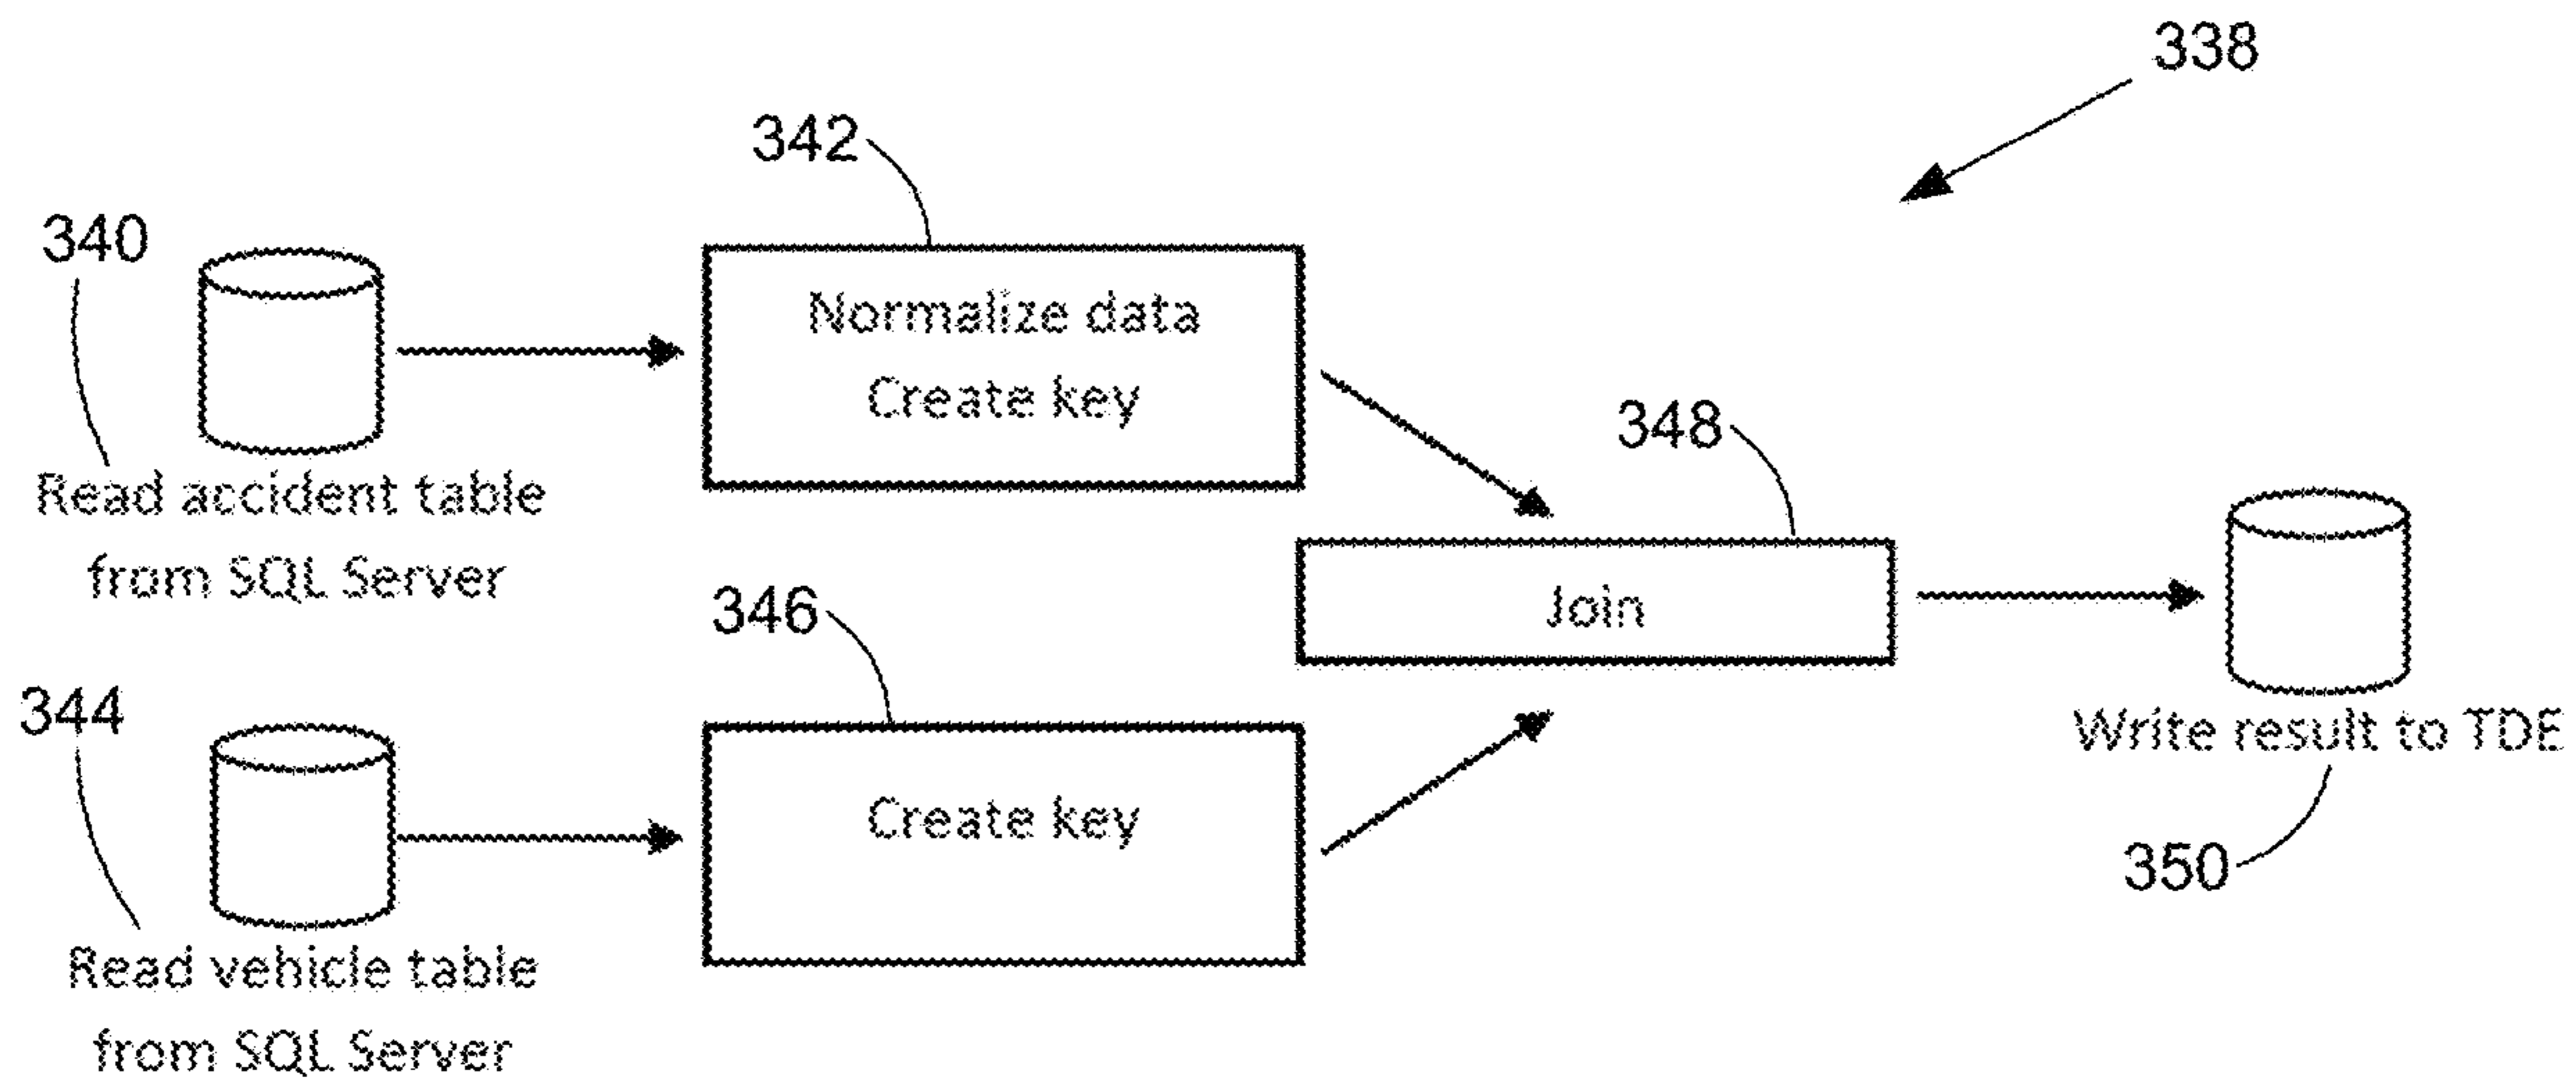 338
342
340
Normalize data
Create key
Read accident table
from SQL Server
348
Join
346
344
Create key
Read vehicle table
from SQL Server
Write result to TDE
350